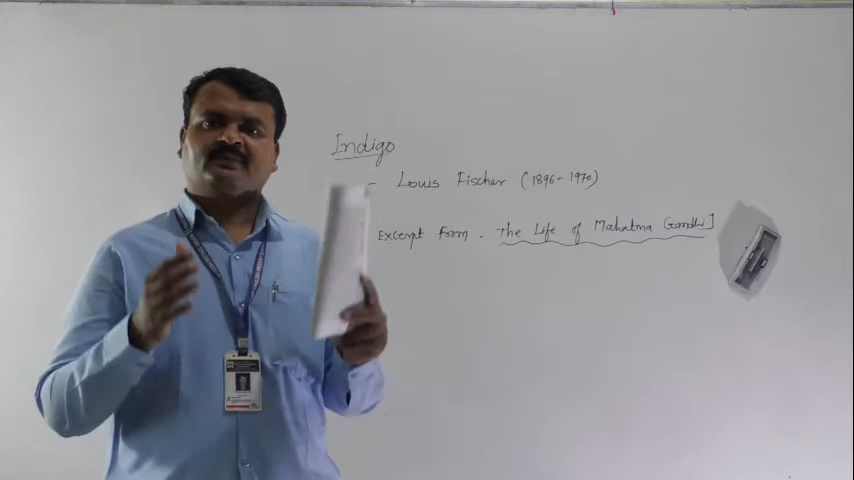 Indigo
- Louis Fischer (1896-1970)
Excerpt form - The Life of Mahatma Gandhi]